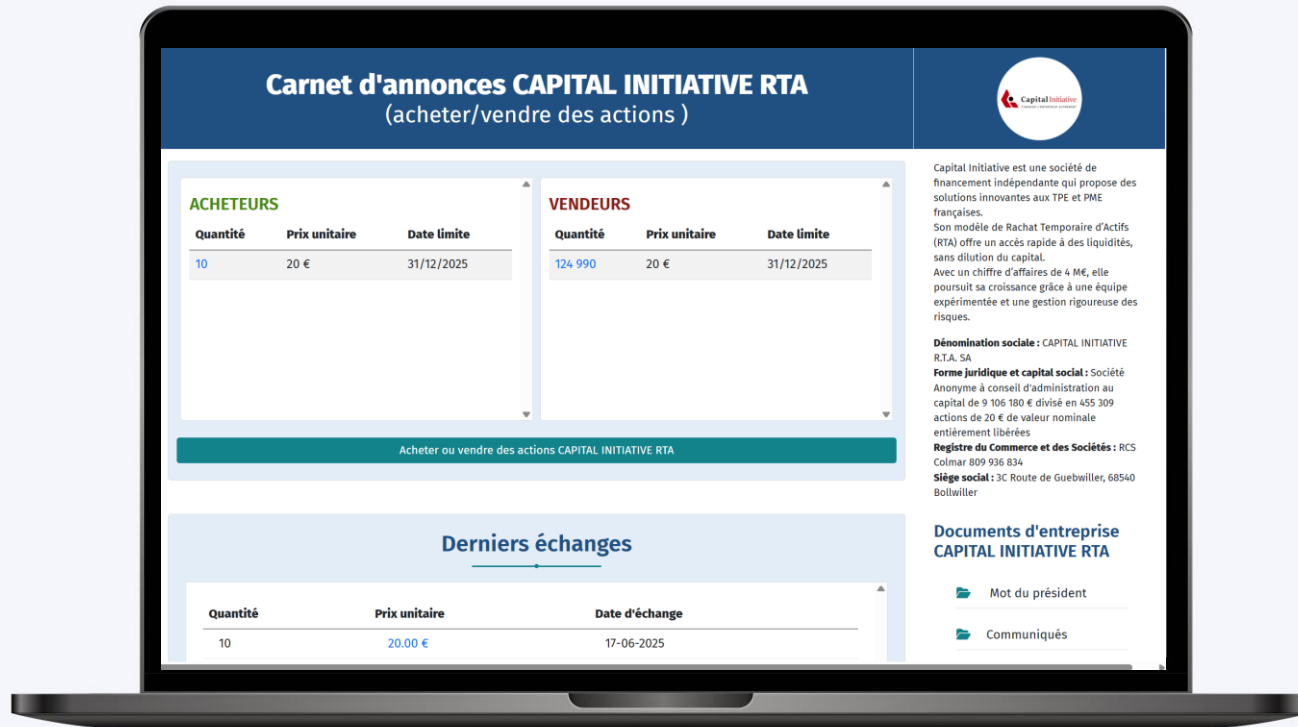 Carnet d'annonces CAPITAL INITIATIVE RTA
(acheter/vendre des actions )
Capital Initiative
ACHETEURS
Quantité Prix unitaire Date limite
10 20 € 31/12/2025
VENDEURS
Quantité Prix unitaire Date limite
124 990 20 € 31/12/2025
Acheter ou vendre des actions CAPITAL INITIATIVE RTA
Derniers échanges
Quantité Prix unitaire Date d'échange
10 20.00 € 17-06-2025
Capital Initiative est une société de
financement indépendante qui propose des
solutions innovantes aux TPE et PME
françaises.
Son modèle de Rachat Temporaire d’Actifs
(RTA) offre un accès rapide à des liquidités,
sans dilution du capital.
Avec un chiffre d’affaires de 4 M€, elle
poursuit sa croissance grâce à une équipe
expérimentée et une gestion rigoureuse des
risques.
Dénomination sociale : CAPITAL INITIATIVE
R.T.A. SA
Forme juridique et capital social : Société
Anonyme à conseil d'administration au
capital de 9 106 180 € divisé en 455 309
actions de 20 € de valeur nominale
entièrement libérées
Registre du Commerce et des Sociétés : RCS
Colmar 809 936 834
Siège social : 3C Route de Guebwiller, 68540
Bollwiller
Documents d'entreprise
CAPITAL INITIATIVE RTA
Mot du président
Communiqués